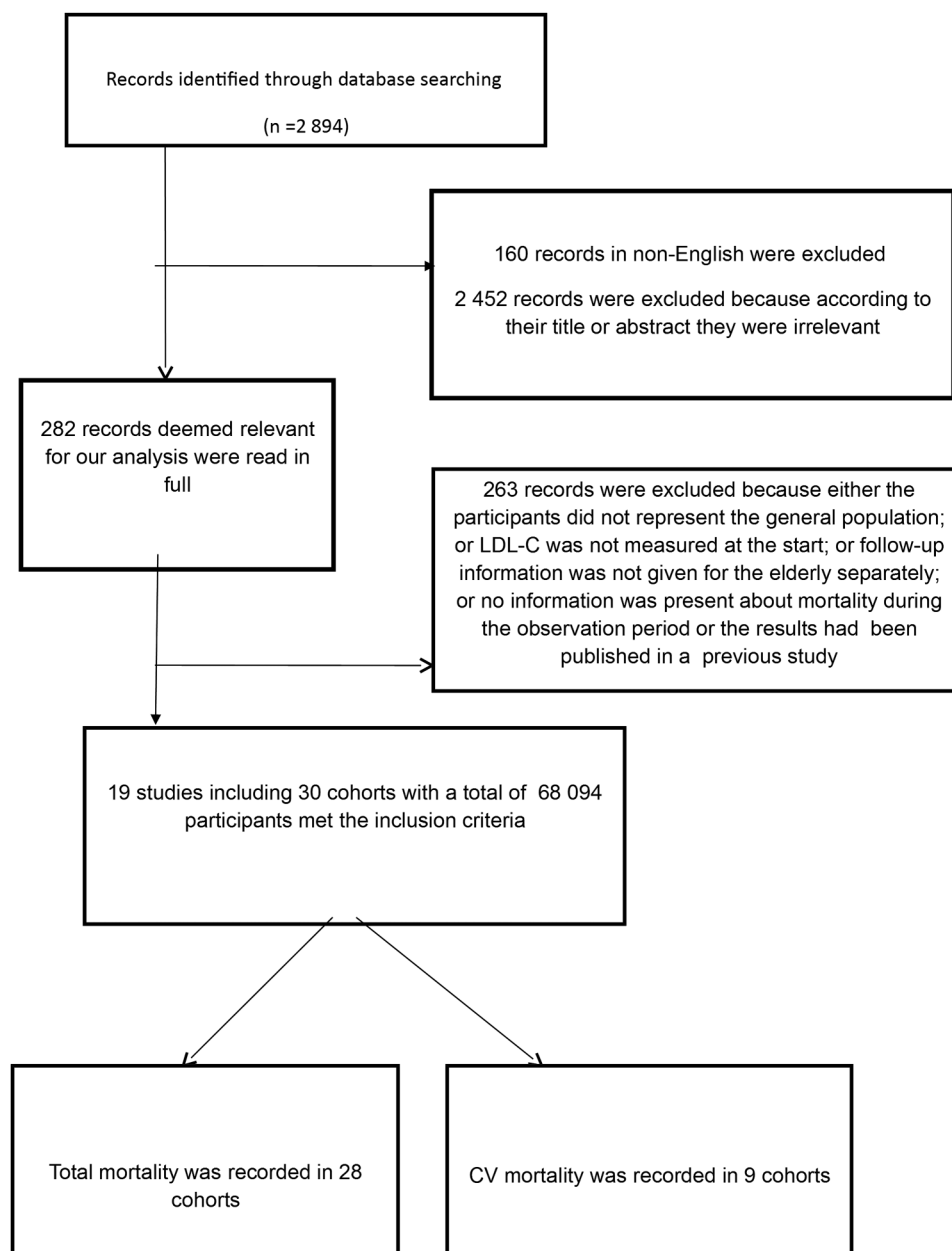 Records identified through database searching
(n =2 894)
160 records in non-English were excluded
2 452 records were excluded because according to
their title or abstract they were irrelevant
282 records deemed relevant
for our analysis were read in
full
263 records were excluded because either the
participants did not represent the general population;
or LDL-C was not measured at the start; or follow-up
information was not given for the elderly separately;
or no information was present about mortality during
the observation period or the results had been
published in a previous study
19 studies including 30 cohorts with a total of 68 094
participants met the inclusion criteria
Total mortality was recorded in 28
cohorts
CV mortality was recorded in 9 cohorts